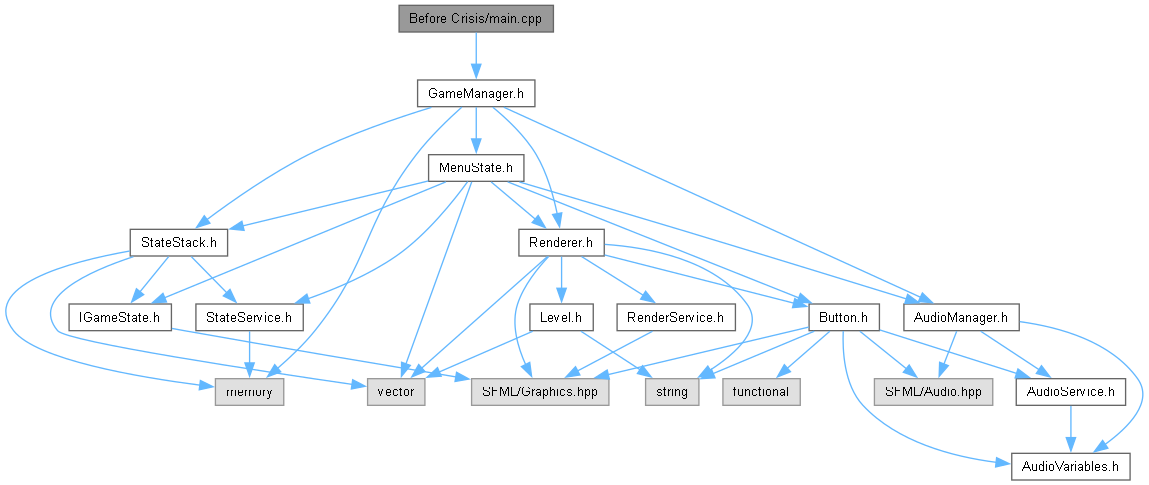 Before Crisis/main.cpp
GameManager.h
MenuState.h
StateStack.h
Renderer.h
IGameState.h
StateService.h
Level.h
RenderService.h
Button.h
AudioManager.h
memory
vector
SFML/Graphics.hpp
string
functional
SFML/Audio.hpp
AudioService.h
AudioVariables.h